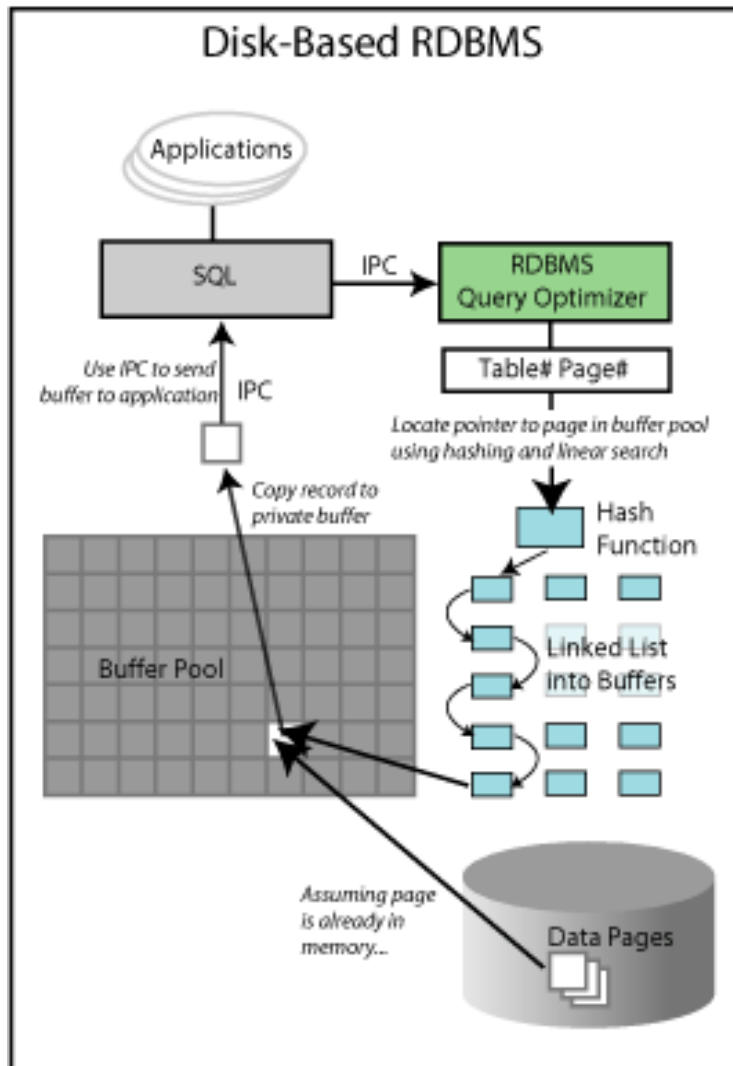 Disk-Based RDBMS
Applications
SQL
IPC
RDBMS
Query Optimizer
Table# Page#
Use IPC to send
buffer to application
IPC
Locate pointer to page in buffer pool
using hashing and linear search
Copy record to
private buffer
Hash
Function
Buffer Pool
Linked List
into Buffers
Assuming page
is already in
memory...
Data Pages